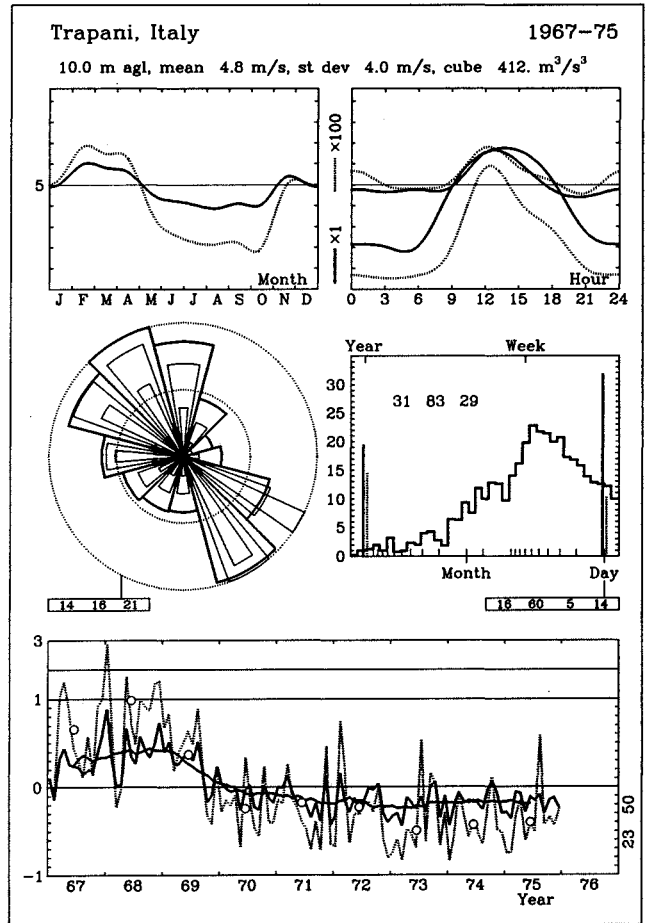 Trapani, Italy 1967-75
10.0 m agl, mean 4.8 m/s, st dev 4.0 m/s, cube 412. m³/s³
5
×1 ×100
Month
J F M A M J J A S O N D
Hour
0 3 6 9 12 15 18 21 24
Year Week
35
30
25
20
15
10
5
0
31 83 29
Month Day
14 16 21
16 60 5 14
3
1
0
-1
23 50
67 68 69 70 71 72 73 74 75 76
Year